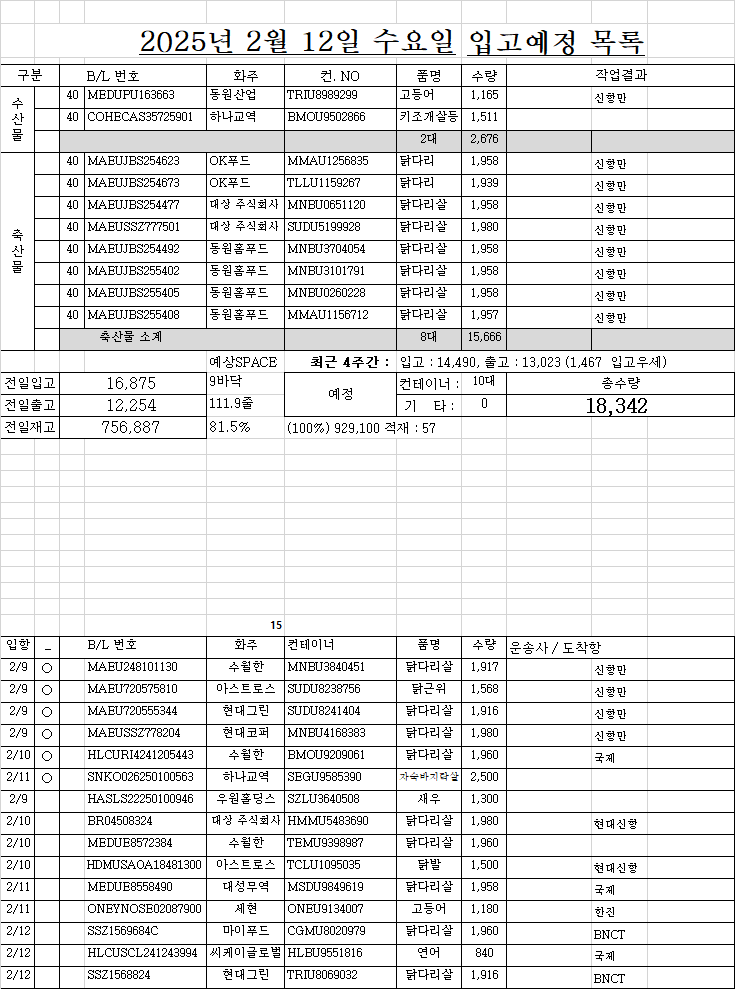 2025년 2월 12일 수요일 입고예정 목록
구분 B/L 번호 화주 컨. NO 품명 수량 작업결과
수산물
40 MEDUPU163663 동원산업 TRIU8989299 고등어 1,165 신항만
40 COHECAS35725901 하나교역 BMOU9502866 키조개살등 1,511
2대 2,676
축산물
40 MAEUJBS254623 OK푸드 MMAU1256835 닭다리 1,958 신항만
40 MAEUJBS254673 OK푸드 TLLU1159267 닭다리 1,939 신항만
40 MAEUJBS254477 대상 주식회사 MNBU0651120 닭다리살 1,958 신항만
40 MAEUSSZ777501 대상 주식회사 SUDU5199928 닭다리살 1,980 신항만
40 MAEUJBS254492 동원홈푸드 MNBU3704054 닭다리살 1,958 신항만
40 MAEUJBS255402 동원홈푸드 MNBU3101791 닭다리살 1,958 신항만
40 MAEUJBS255405 동원홈푸드 MNBU0260228 닭다리살 1,958 신항만
40 MAEUJBS255408 동원홈푸드 MMAU1156712 닭다리살 1,957 신항만
축산물 소계 8대 15,666
예상SPACE 최근 4주간 : 입고 : 14,490, 출고 : 13,023 (1,467 입고우세)
전일입고 16,875 9바닥 예정 컨테이너 : 10대 총수량
전일출고 12,254 111.9줄 기 타 : 0 18,342
전일재고 756,887 81.5% (100%) 929,100 적재 : 57
15
입항 _ B/L 번호 화주 컨테이너 품명 수량 운송사 / 도착항
2/9 ○ MAEU248101130 수월한 MNBU3840451 닭다리살 1,917 신항만
2/9 ○ MAEU720575810 아스트로스 SUDU8238756 닭근위 1,568 신항만
2/9 ○ MAEU720555344 현대그린 SUDU8241404 닭다리살 1,916 신항만
2/9 ○ MAEUSSZ778204 현대코퍼 MNBU4168383 닭다리살 1,980 신항만
2/10 ○ HLCURI4241205443 수월한 BMOU9209061 닭다리살 1,960 국제
2/11 ○ SNKO026250100563 하나교역 SEGU9585390 자숙바지락살 2,500
2/9 HASLS22250100946 우원홀딩스 SZLU3640508 새우 1,300
2/10 BR04508324 대상 주식회사 HMMU5483690 닭다리살 1,980 현대신항
2/10 MEDUE8572384 수월한 TEMU9398987 닭다리살 1,960
2/10 HDMUSAOA18481300 아스트로스 TCLU1095035 닭발 1,500 현대신항
2/11 MEDUE8558490 대성무역 MSDU9849619 닭다리살 1,958 국제
2/11 ONEYNOSE02087900 세현 ONEU9134007 고등어 1,180 한진
2/12 SSZ1569684C 마이푸드 CGMU8020979 닭다리살 1,960 BNCT
2/12 HLCUSCL241243994 씨케이글로벌 HLBU9551816 연어 840 국제
2/12 SSZ1568824 현대그린 TRIU8069032 닭다리살 1,916 BNCT